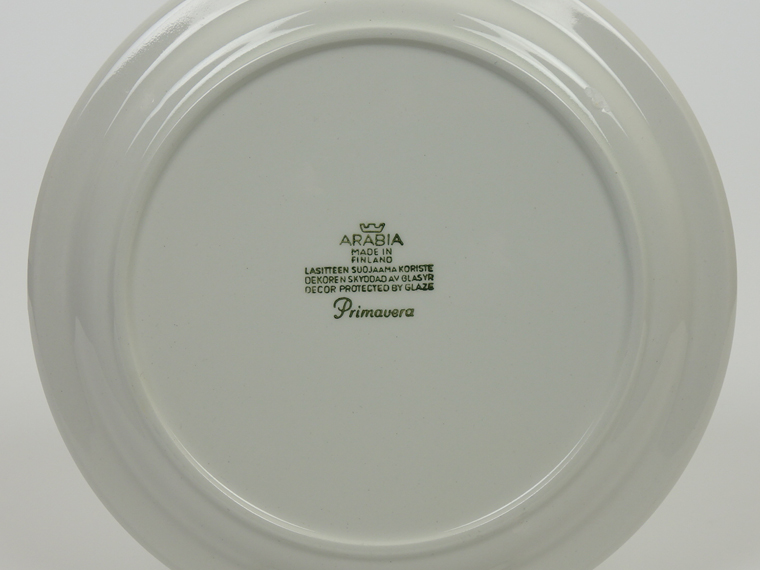 ARABIA
MADE IN
FINLAND
LASITTEEN SUOJAAMA KORISTE
DEKOREN SKYDDAD AV GLASYR
DECOR PROTECTED BY GLAZE
Primavera